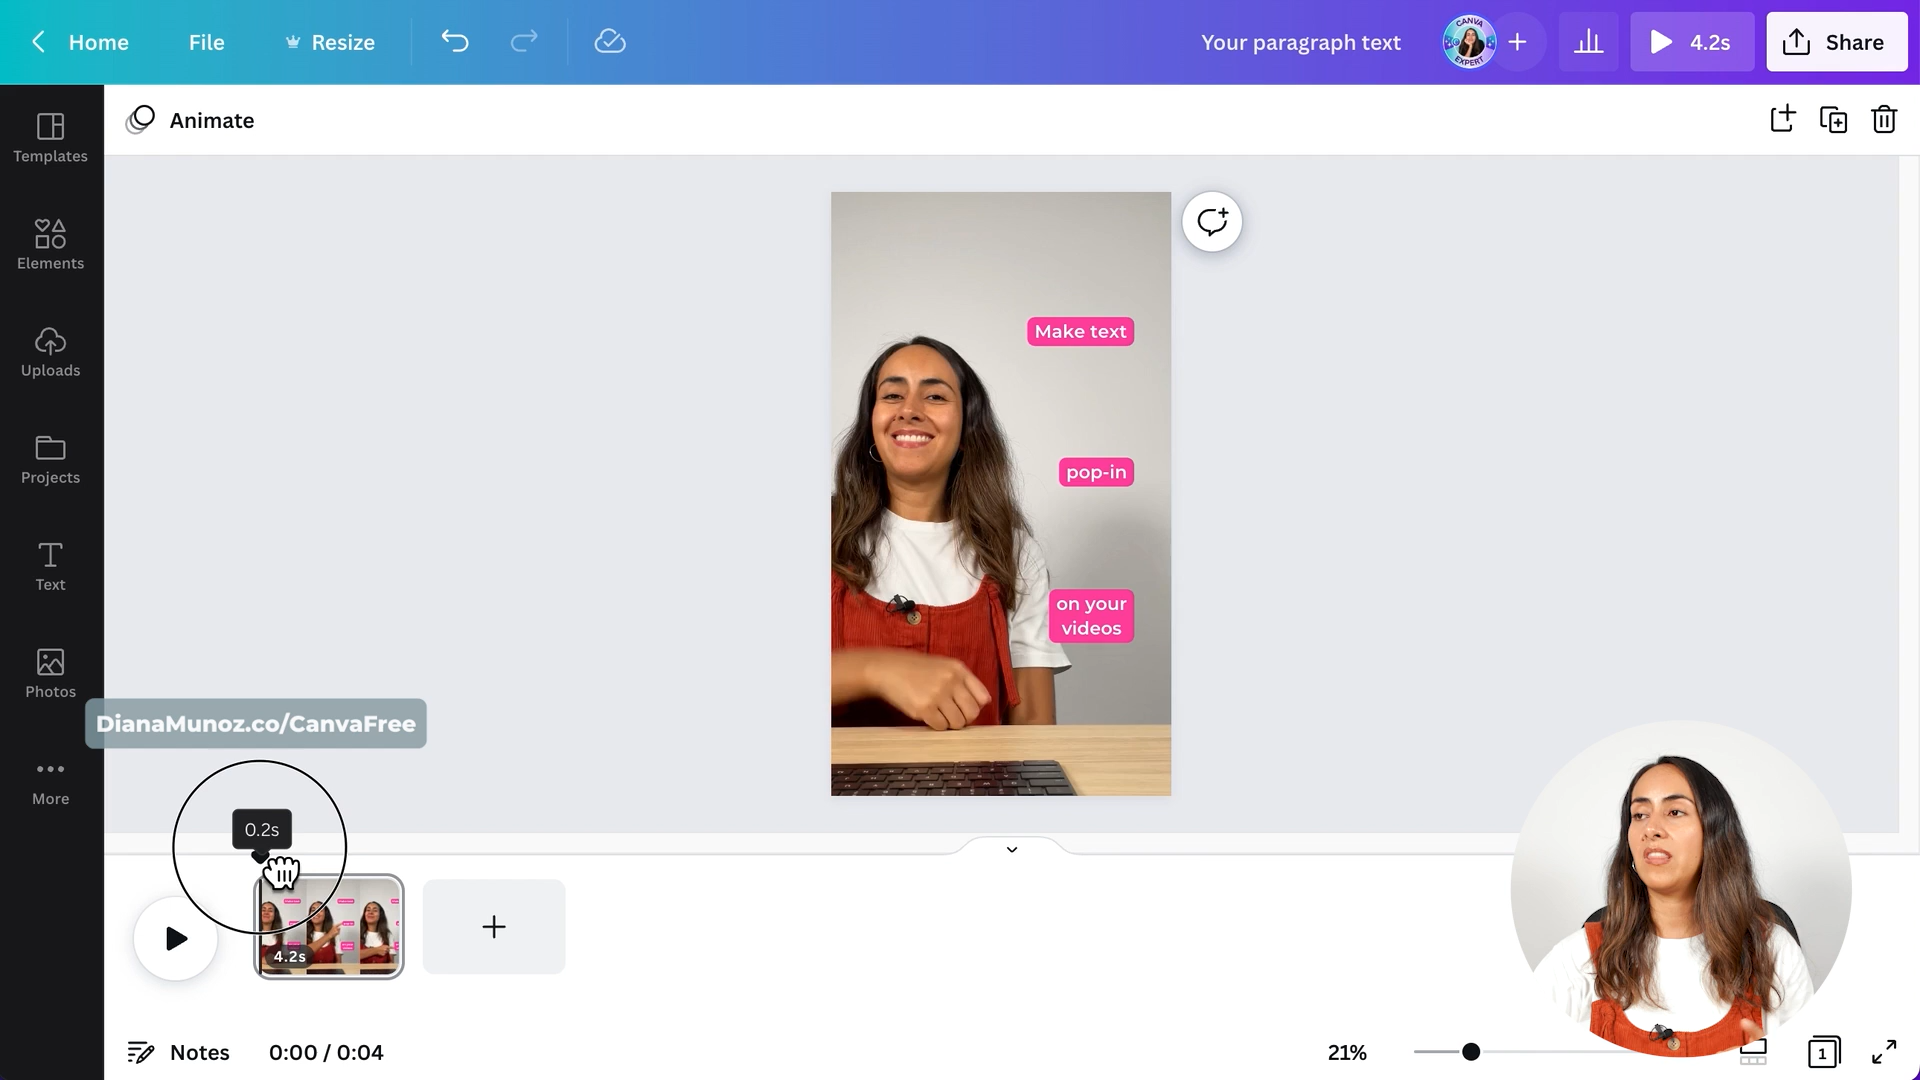 Home
File
Resize
Your paragraph text
CANVA
EXPERT
4.2s
Share
Animate
Templates
Elements
Uploads
Projects
Text
Photos
More
Make text
pop-in
on your
videos
DianaMunoz.co/CanvaFree
0.2s
4.2s
Notes
0:00 / 0:04
21%
1